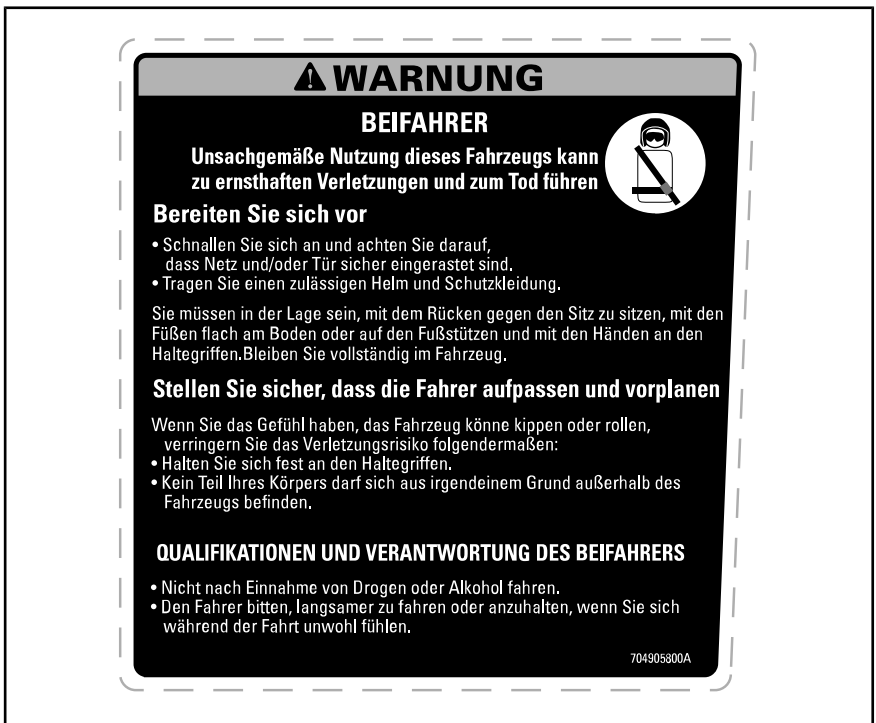 WARNUNG
BEIFAHRER
Unsachgemäße Nutzung dieses Fahrzeugs kann
zu ernsthaften Verletzungen und zum Tod führen
Bereiten Sie sich vor
• Schnallen Sie sich an und achten Sie darauf,
dass Netz und/oder Tür sicher eingerastet sind.
• Tragen Sie einen zulässigen Helm und Schutzkleidung.
Sie müssen in der Lage sein, mit dem Rücken gegen den Sitz zu sitzen, mit den
Füßen flach am Boden oder auf den Fußstützen und mit den Händen an den
Haltegriffen.Bleiben Sie vollständig im Fahrzeug.
Stellen Sie sicher, dass die Fahrer aufpassen und vorplanen
Wenn Sie das Gefühl haben, das Fahrzeug könne kippen oder rollen,
verringern Sie das Verletzungsrisiko folgendermaßen:
• Halten Sie sich fest an den Haltegriffen.
• Kein Teil Ihres Körpers darf sich aus irgendeinem Grund außerhalb des
Fahrzeugs befinden.
QUALIFIKATIONEN UND VERANTWORTUNG DES BEIFAHRERS
• Nicht nach Einnahme von Drogen oder Alkohol fahren.
• Den Fahrer bitten, langsamer zu fahren oder anzuhalten, wenn Sie sich
während der Fahrt unwohl fühlen.
704905800A